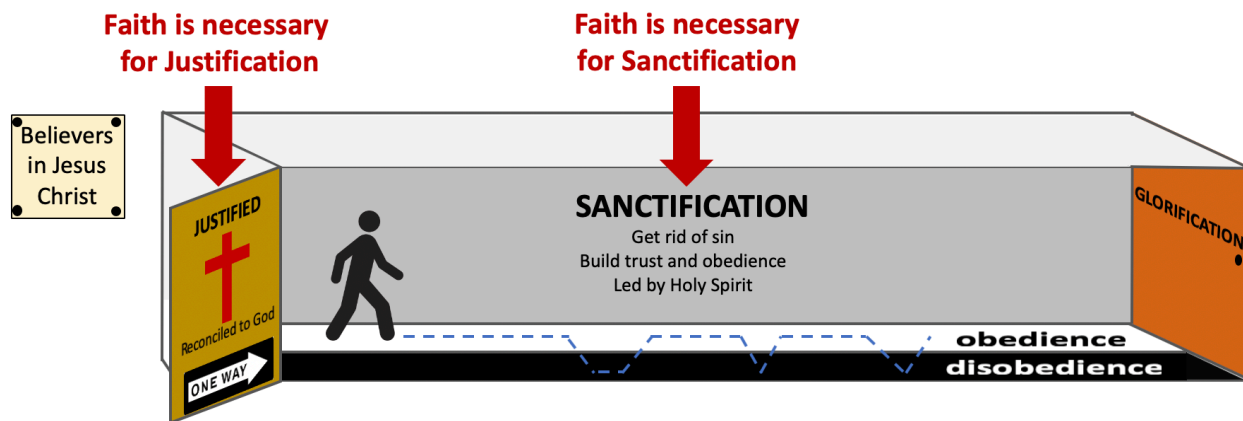 Faith is necessary
for Justification
Faith is necessary
for Sanctification
Believers
in Jesus
Christ
JUSTIFIED
Reconciled to God
ONE WAY
SANCTIFICATION
Get rid of sin
Build trust and obedience
Led by Holy Spirit
GLORIFICATION
obedience
disobedience